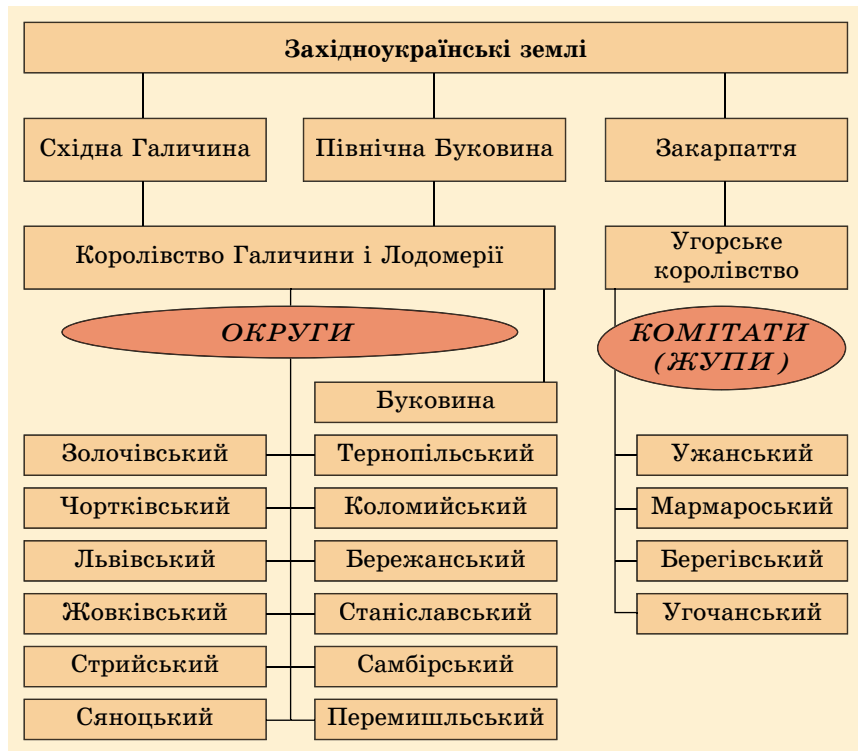 Західноукраїнські землі
Східна Галичина
Північна Буковина
Закарпаття
Королівство Галичини і Лодомерії
Угорське
королівство
ОКРУГИ
КОМІТАТИ
(ЖУПИ )
Буковина
Золочівський
Тернопільський
Ужанський
Чортківський
Коломийський
Мармароський
Львівський
Бережанський
Берегівський
Жовківський
Станіславський
Угочанський
Стрийський
Самбірський
Сяноцький
Перемишльський